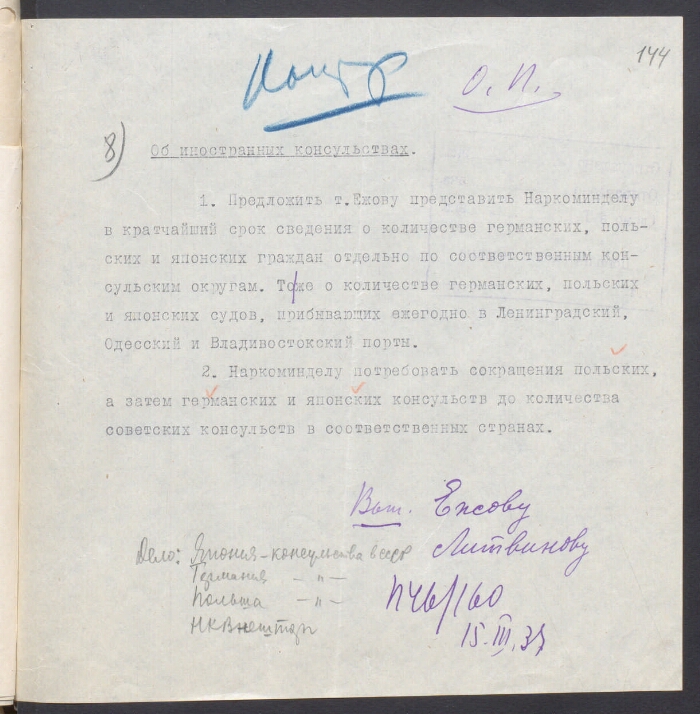 144
О.П.
8)
Об иностранных консульствах.
1. Предложить т.Ежову представить Наркоминделу
в кратчайший срок сведения о количестве германских, поль-
ских и японских граждан отдельно по соответственным кон-
сульским округам. Тоже о количестве германских, польских
и японских судов, прибывающих ежегодно в Ленинградский,
Одесский и Владивостокский порты.
2. Наркоминделу потребовать сокращения польских,
а затем германских и японских консульств до количества
советских консульств в соответственных странах.
Вып. Ежову
Литвинову
П46/160
15.III.37
Дело: Япония-консульства в СССР
Германия — „ —
Польша — „ —
НКВнешторг